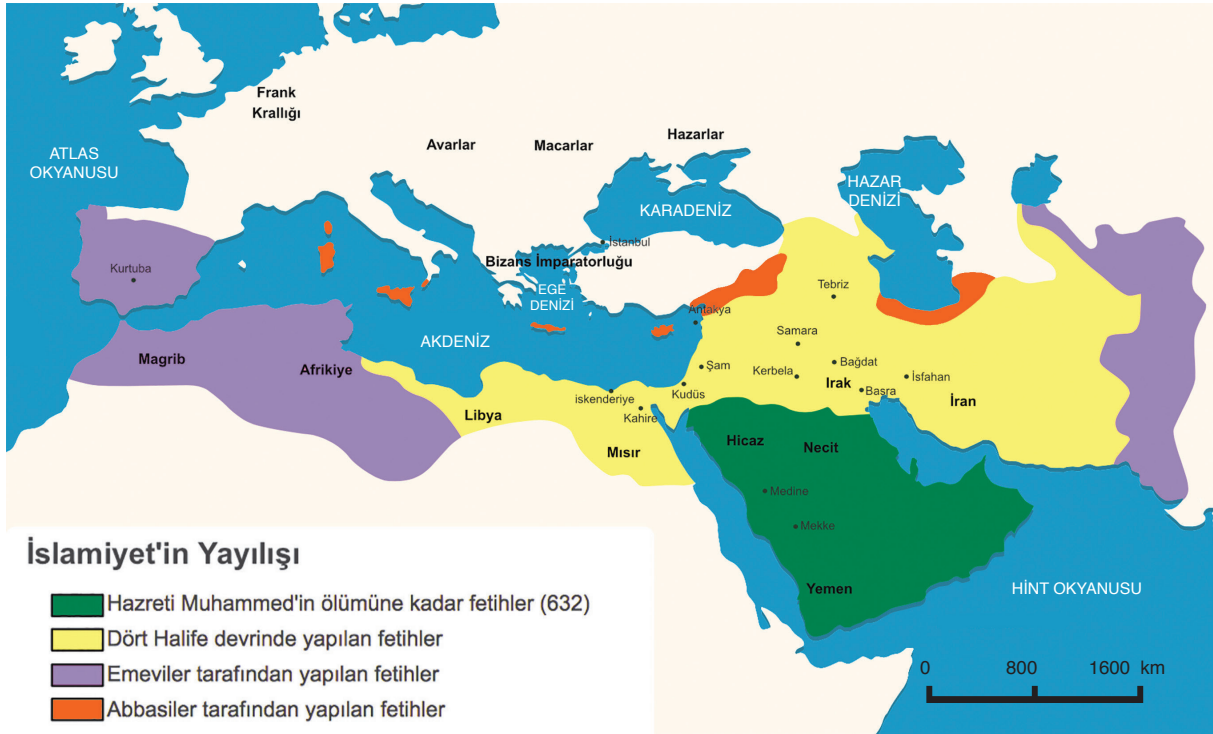 Frank
Krallığı
Avarlar
Macarlar
Hazarlar
ATLAS
OKYANUSU
HAZAR
DENİZİ
KARADENİZ
İstanbul
Kurtuba
Bizans İmparatorluğu
EGE
DENİZİ
Tebriz
Antakya
AKDENİZ
Samara
Magrib
Afrikiye
Şam
Bağdat
Kerbela
Irak
İsfahan
Kudüs
Basra
İran
iskenderiye
Kahire
Libya
Mısır
Hicaz
Necit
Medine
Mekke
Yemen
HİNT OKYANUSU
İslamiyet'in Yayılışı
Hazreti Muhammed'in ölümüne kadar fetihler (632)
Dört Halife devrinde yapılan fetihler
Emeviler tarafından yapılan fetihler
Abbasiler tarafından yapılan fetihler
0 800 1600 km